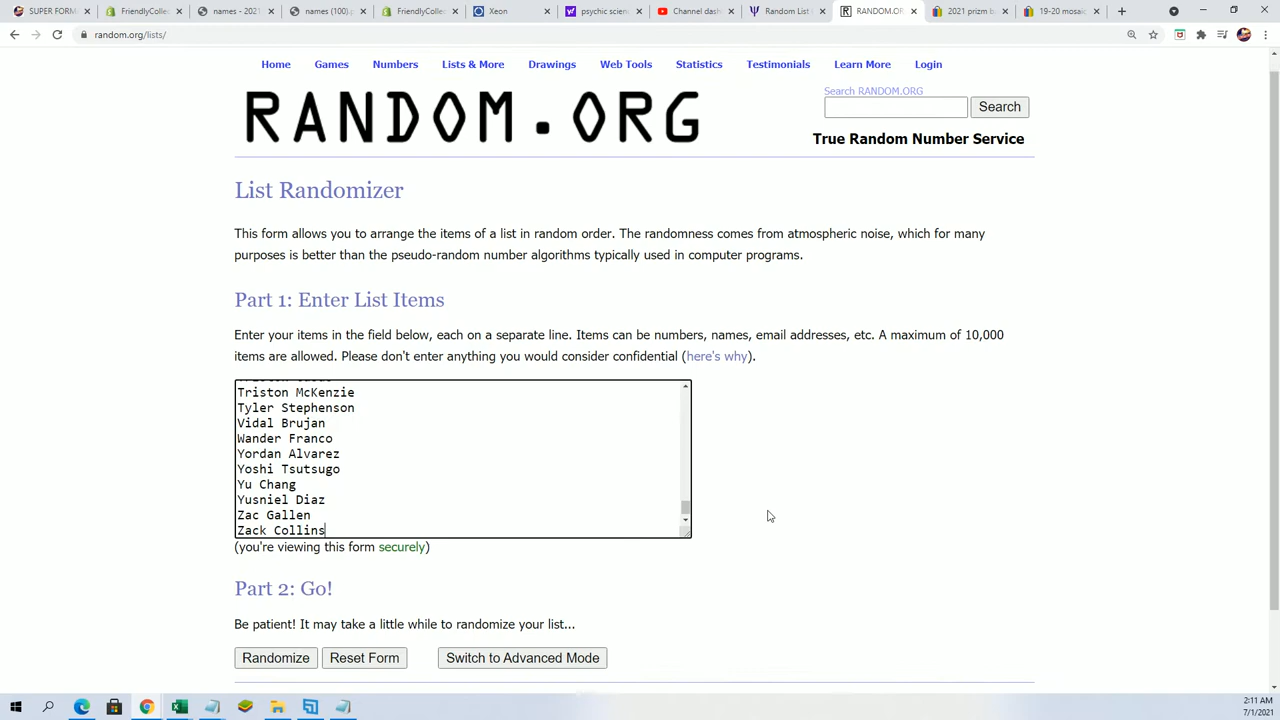 SUPER FORM
FriendlyCollec
names - 2021
names (100).p
FriendlyColle
Xeon
psychic scien
Channel dash
Random List
RANDOM.OR
2021 prizm b
19-20 mosaic
random.org/lists/
Home Games Numbers Lists & More Drawings Web Tools Statistics Testimonials Learn More Login
RANDOM.ORG
Search RANDOM.ORG
Search
True Random Number Service
List Randomizer
This form allows you to arrange the items of a list in random order. The randomness comes from atmospheric noise, which for many
purposes is better than the pseudo-random number algorithms typically used in computer programs.
Part 1: Enter List Items
Enter your items in the field below, each on a separate line. Items can be numbers, names, email addresses, etc. A maximum of 10,000
items are allowed. Please don't enter anything you would consider confidential (here's why).
Triston McKenzie
Tyler Stephenson
Vidal Brujan
Wander Franco
Yordan Alvarez
Yoshi Tsutsugo
Yu Chang
Yusniel Diaz
Zac Gallen
Zack Collins
(you're viewing this form securely)
Part 2: Go!
Be patient! It may take a little while to randomize your list...
Randomize Reset Form Switch to Advanced Mode
2:11 AM
7/1/2021